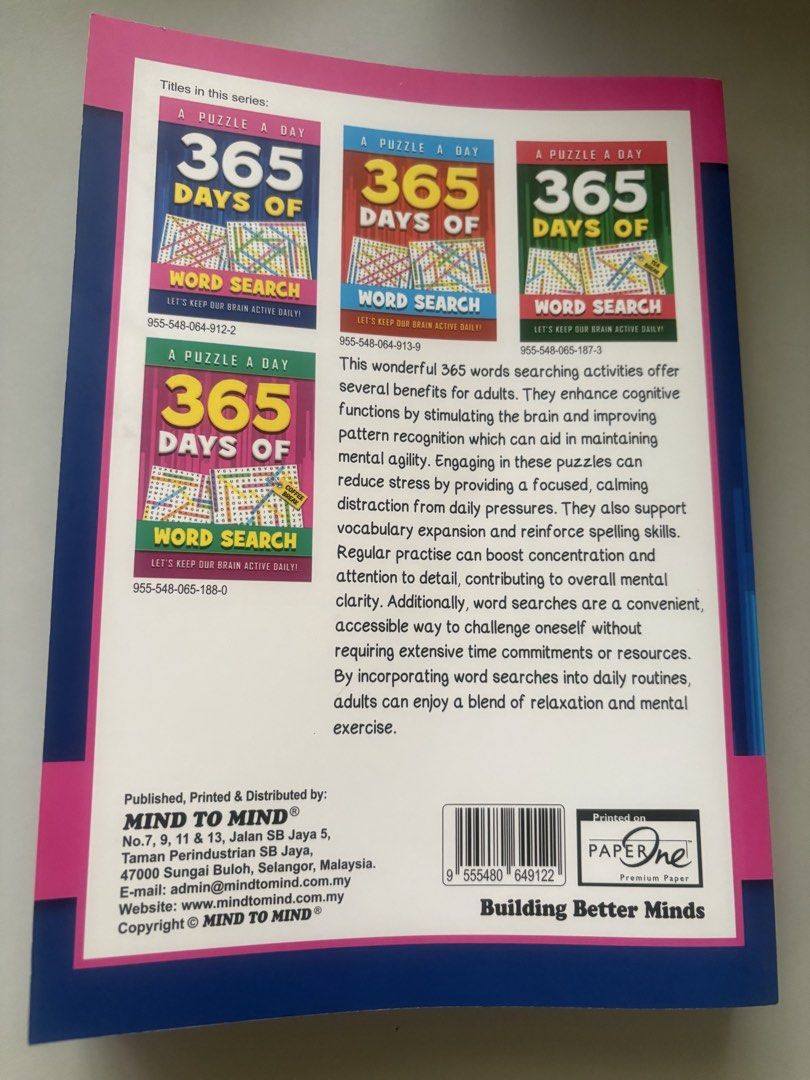 Titles in this series:
A PUZZLE A DAY
365
DAYS OF
WORD SEARCH
LET'S KEEP OUR BRAIN ACTIVE DAILY!
955-548-064-912-2
A PUZZLE A DAY
365
DAYS OF
WORD SEARCH
LET'S KEEP OUR BRAIN ACTIVE DAILY!
955-548-064-913-9
A PUZZLE A DAY
365
DAYS OF
WORD SEARCH
LET'S KEEP OUR BRAIN ACTIVE DAILY!
955-548-065-187-3
A PUZZLE A DAY
365
DAYS OF
COFFEE
BREAK
WORD SEARCH
LET'S KEEP OUR BRAIN ACTIVE DAILY!
955-548-065-188-0
This wonderful 365 words searching activities offer
several benefits for adults. They enhance cognitive
functions by stimulating the brain and improving
pattern recognition which can aid in maintaining
mental agility. Engaging in these puzzles can
reduce stress by providing a focused, calming
distraction from daily pressures. They also support
vocabulary expansion and reinforce spelling skills.
Regular practise can boost concentration and
attention to detail, contributing to overall mental
clarity. Additionally, word searches are a convenient,
accessible way to challenge oneself without
requiring extensive time commitments or resources.
By incorporating word searches into daily routines,
adults can enjoy a blend of relaxation and mental
exercise.
Published, Printed & Distributed by:
MIND TO MIND®
No.7, 9, 11 & 13, Jalan SB Jaya 5,
Taman Perindustrian SB Jaya,
47000 Sungai Buloh, Selangor, Malaysia.
E-mail: admin@mindtomind.com.my
Website: www.mindtomind.com.my
Copyright © MIND TO MIND®
9 555480 649122
Printed on
PAPEROne™
Premium Paper
Building Better Minds